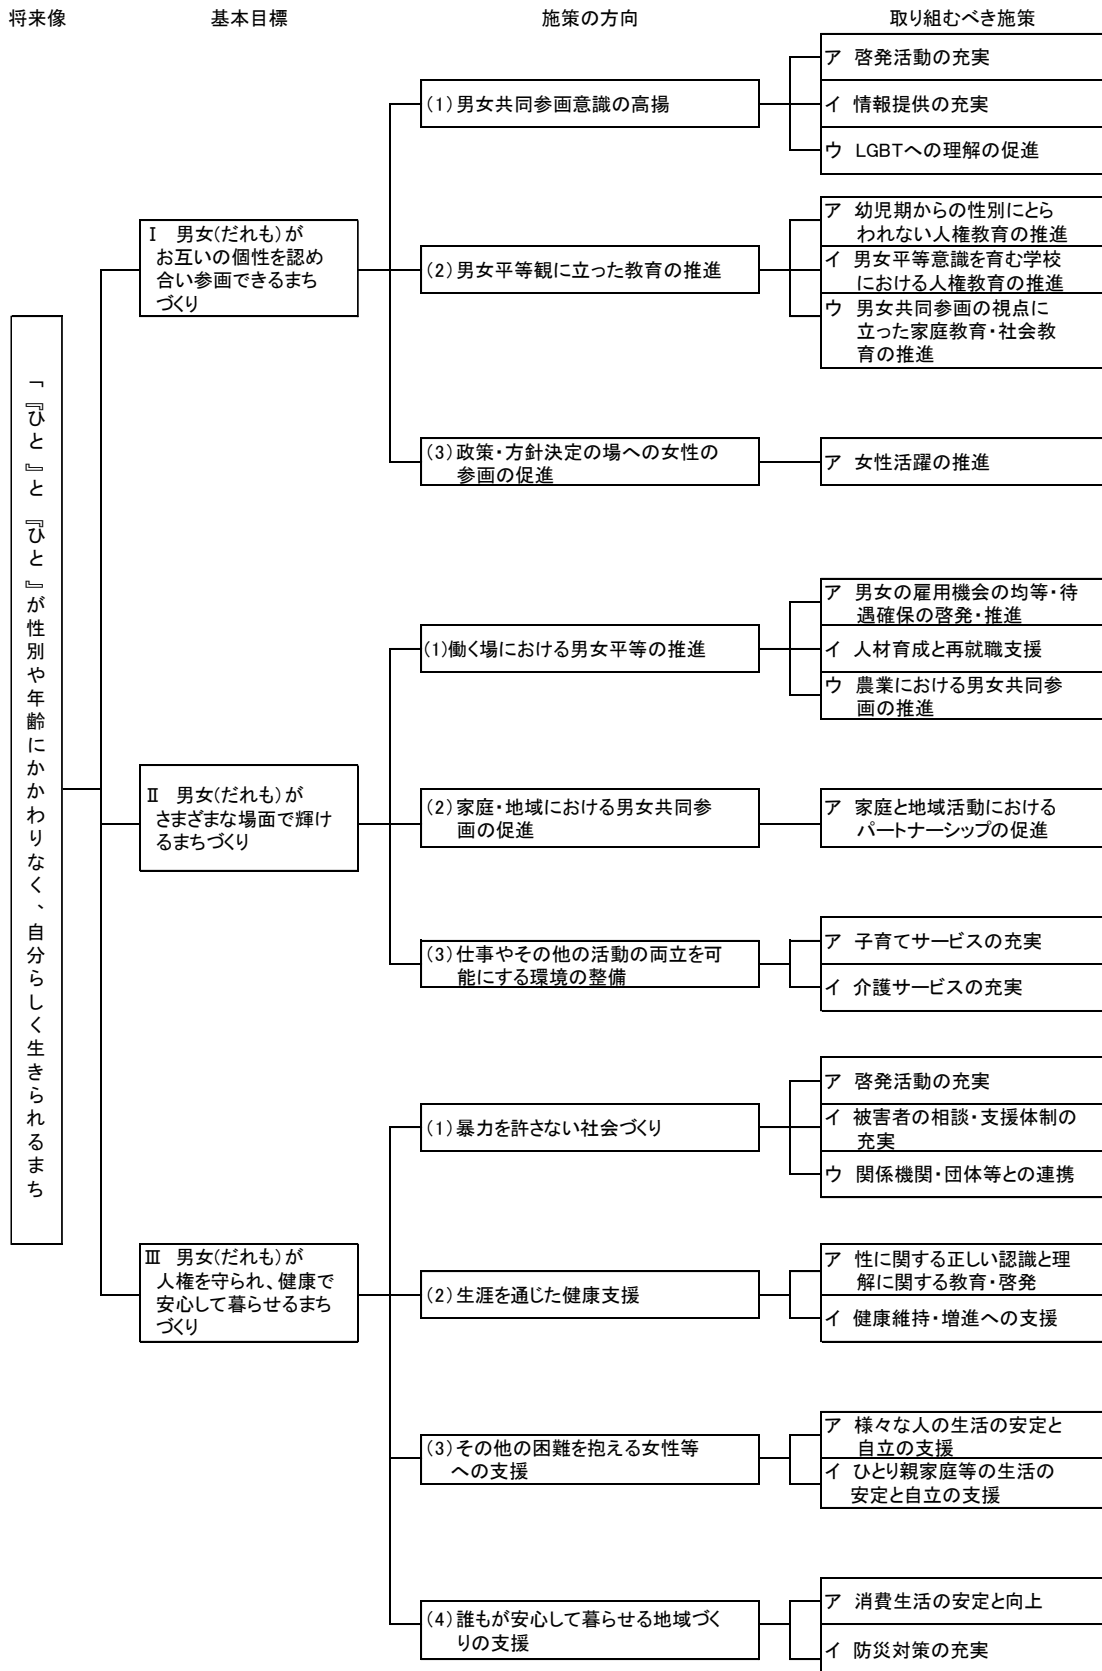 将来像
基本目標
施策の方向
取り組むべき施策
「『ひと』と『ひと』が性別や年齢にかかわりなく、自分らしく生きられるまち
Ⅰ 男女(だれも)が
お互いの個性を認め
合い参画できるまち
づくり
(1)男女共同参画意識の高揚
ア 啓発活動の充実
イ 情報提供の充実
ウ LGBTへの理解の促進
(2)男女平等観に立った教育の推進
ア 幼児期からの性別にとら
われない人権教育の推進
イ 男女平等意識を育む学校
における人権教育の推進
ウ 男女共同参画の視点に
立った家庭教育・社会教
育の推進
(3)政策・方針決定の場への女性の
参画の促進
ア 女性活躍の推進
Ⅱ 男女(だれも)が
さまざまな場面で輝け
るまちづくり
(1)働く場における男女平等の推進
ア 男女の雇用機会の均等・待
遇確保の啓発・推進
イ 人材育成と再就職支援
ウ 農業における男女共同参
画の推進
(2)家庭・地域における男女共同参
画の促進
ア 家庭と地域活動における
パートナーシップの促進
(3)仕事やその他の活動の両立を可
能にする環境の整備
ア 子育てサービスの充実
イ 介護サービスの充実
Ⅲ 男女(だれも)が
人権を守られ、健康で
安心して暮らせるまち
づくり
(1)暴力を許さない社会づくり
ア 啓発活動の充実
イ 被害者の相談・支援体制の
充実
ウ 関係機関・団体等との連携
(2)生涯を通じた健康支援
ア 性に関する正しい認識と理
解に関する教育・啓発
イ 健康維持・増進への支援
(3)その他の困難を抱える女性等
への支援
ア 様々な人の生活の安定と
自立の支援
イ ひとり親家庭等の生活の
安定と自立の支援
(4)誰もが安心して暮らせる地域づく
りの支援
ア 消費生活の安定と向上
イ 防災対策の充実